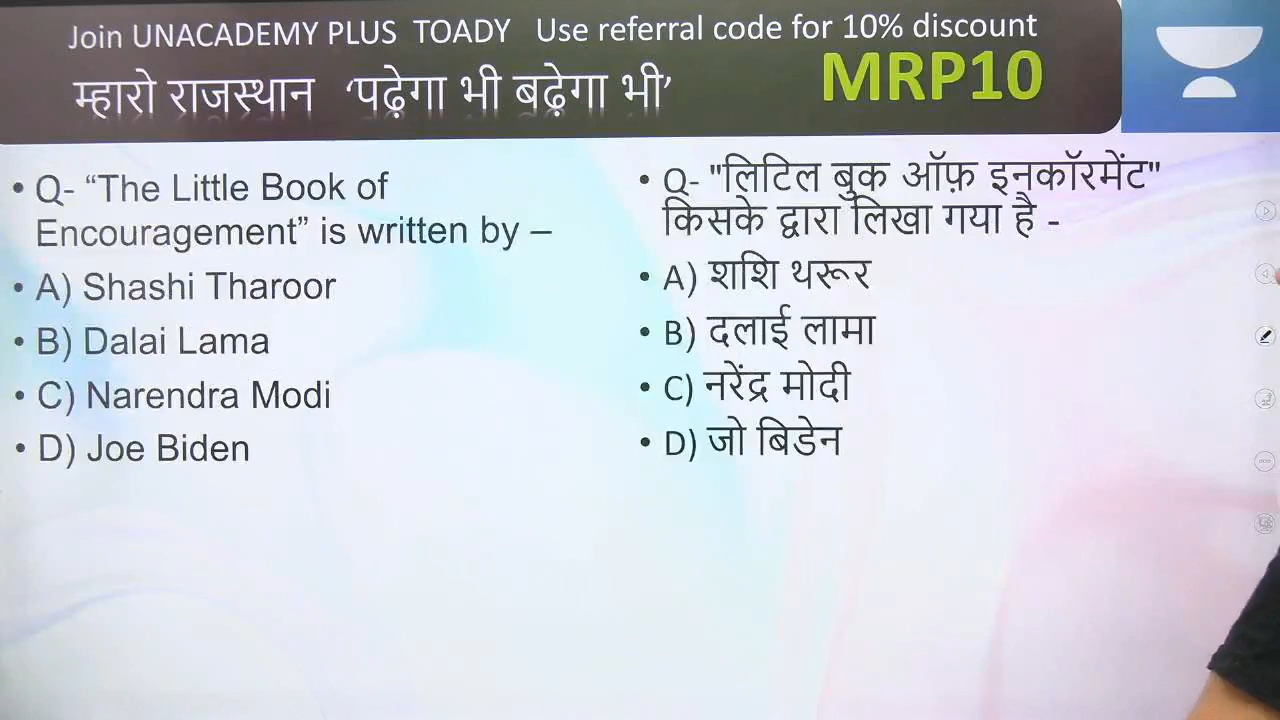 Join UNACADEMY PLUS TOADY Use referral code for 10% discount
म्हारो राजस्थान ‘पढ़ेगा भी बढ़ेगा भी’ MRP10
• Q- “The Little Book of
Encouragement” is written by –
• A) Shashi Tharoor
• B) Dalai Lama
• C) Narendra Modi
• D) Joe Biden
• Q- "लिटिल बुक ऑफ़ इनकॉरमेंट"
किसके द्वारा लिखा गया है -
• A) शशि थरूर
• B) दलाई लामा
• C) नरेंद्र मोदी
• D) जो बिडेन